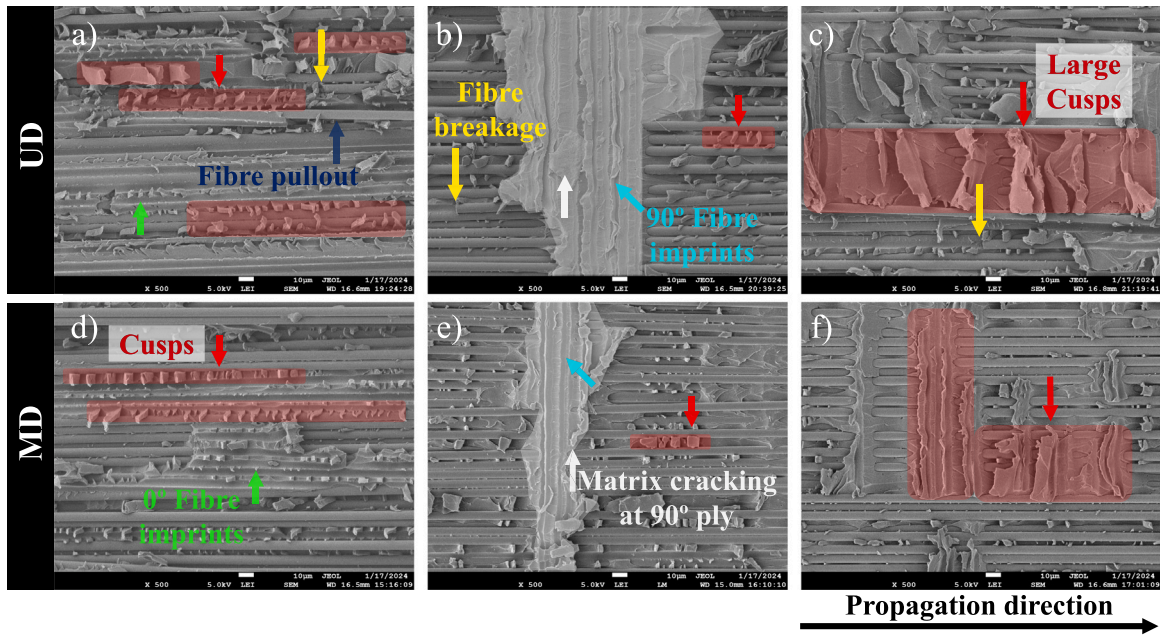 UD
a)
Fibre pullout
X 500 5.0kV LEI 10μm JEOL 1/17/2024
SEM WD 16.6mm 19:24:28
b)
Fibre
breakage
90º Fibre
imprints
X 500 5.0kV LEI 10μm JEOL 1/17/2024
SEM WD 16.5mm 20:39:25
c)
Large
Cusps
X 500 5.0kV LEI 10μm JEOL 1/17/2024
SEM WD 16.8mm 21:19:41
MD
d)
Cusps
0º Fibre
imprints
X 500 5.0kV LEI 10μm JEOL 1/17/2024
SEM WD 16.5mm 15:16:09
e)
Matrix cracking
at 90º ply
X 500 5.0kV LEI 10μm JEOL 1/17/2024
LM WD 15.0mm 16:10:10
f)
X 500 5.0kV LEI 10μm JEOL 1/17/2024
SEM WD 16.6mm 17:01:09
Propagation direction